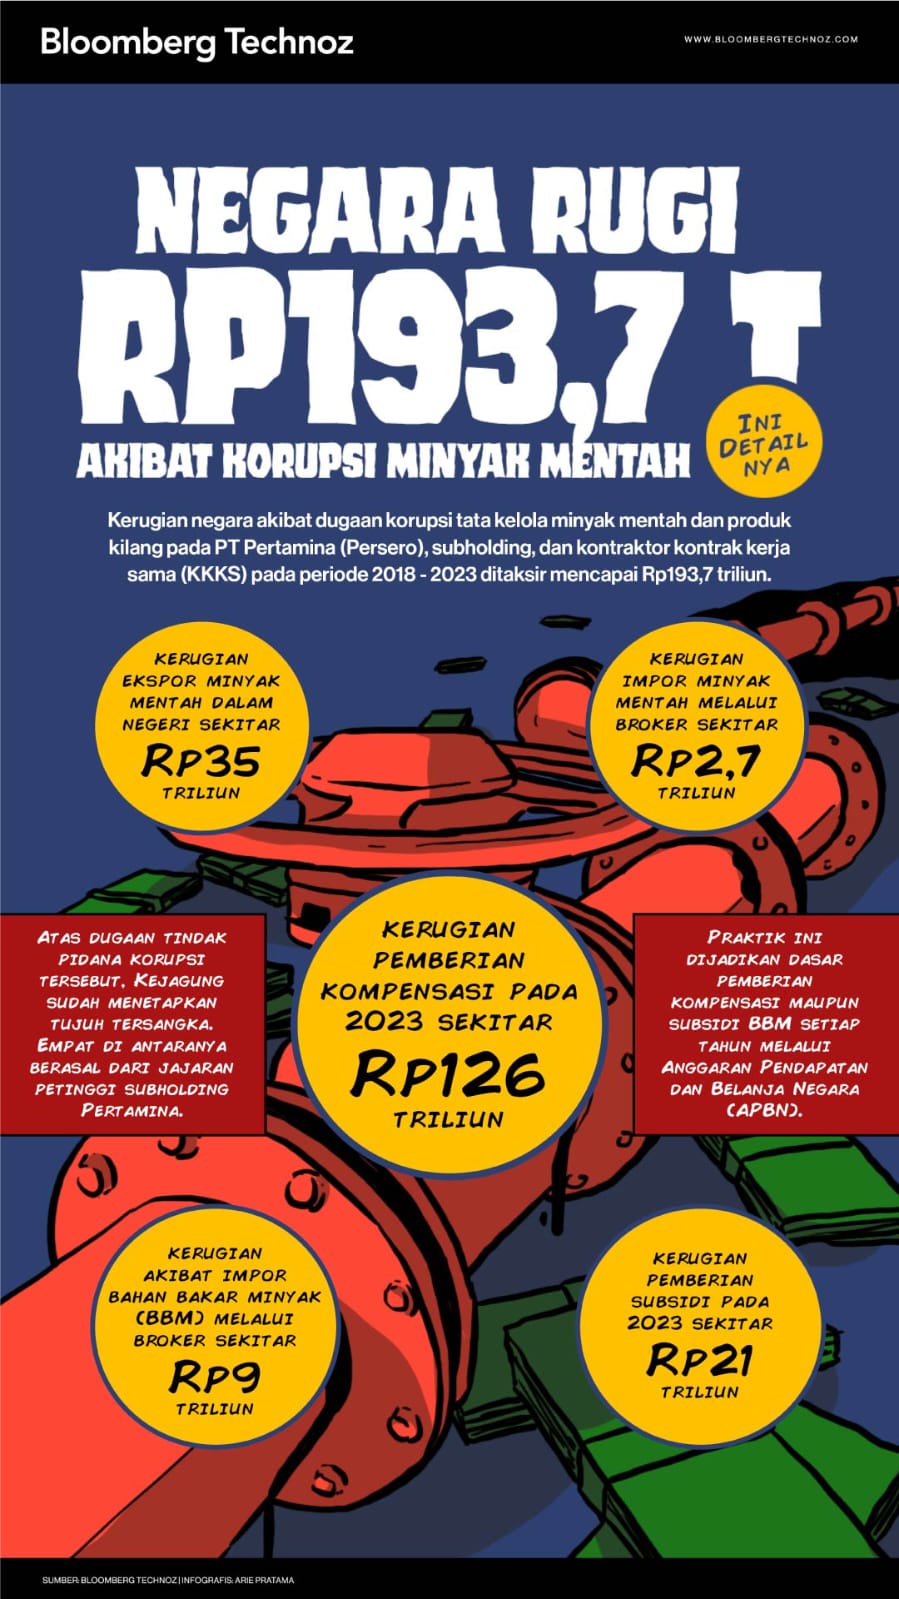 Bloomberg Technoz
WWW.BLOOMBERGTECHNOZ.COM
NEGARA RUGI
RP193,7 T
AKIBAT KORUPSI MINYAK MENTAH
INI
DETAIL
NYA
Kerugian negara akibat dugaan korupsi tata kelola minyak mentah dan produk
kilang pada PT Pertamina (Persero), subholding, dan kontraktor kontrak kerja
sama (KKKS) pada periode 2018 - 2023 ditaksir mencapai Rp193,7 triliun.
KERUGIAN
EKSPOR MINYAK
MENTAH DALAM
NEGERI SEKITAR
RP35
TRILIUN
KERUGIAN
IMPOR MINYAK
MENTAH MELALUI
BROKER SEKITAR
RP2,7
TRILIUN
ATAS DUGAAN TINDAK
PIDANA KORUPSI
TERSEBUT, KEJAGUNG
SUDAH MENETAPKAN
TUJUH TERSANGKA.
EMPAT DI ANTARANYA
BERASAL DARI JAJARAN
PETINGGI SUBHOLDING
PERTAMINA.
KERUGIAN
PEMBERIAN
KOMPENSASI PADA
2023 SEKITAR
RP126
TRILIUN
PRAKTIK INI
DIJADIKAN DASAR
PEMBERIAN
KOMPENSASI MAUPUN
SUBSIDI BBM SETIAP
TAHUN MELALUI
ANGGARAN PENDAPATAN
DAN BELANJA NEGARA
(APBN).
KERUGIAN
AKIBAT IMPOR
BAHAN BAKAR MINYAK
(BBM) MELALUI
BROKER SEKITAR
RP9
TRILIUN
KERUGIAN
PEMBERIAN
SUBSIDI PADA
2023 SEKITAR
RP21
TRILIUN
SUMBER: BLOOMBERG TECHNOZ | INFOGRAFIS: ARIE PRATAMA